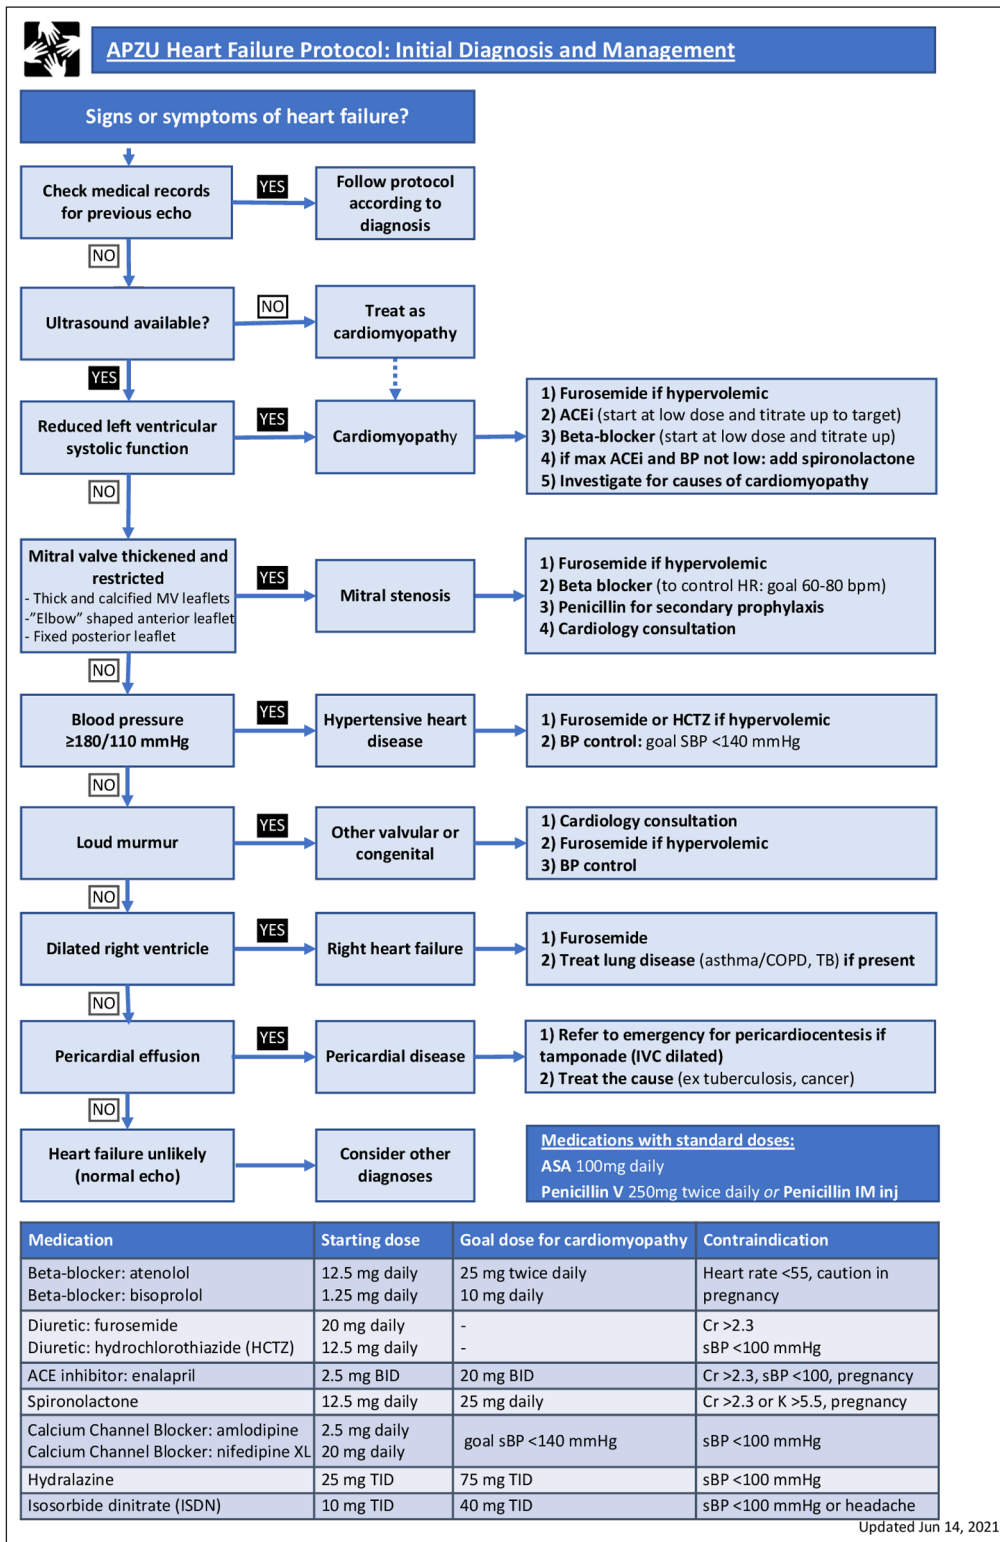 APZU Heart Failure Protocol: Initial Diagnosis and Management
Signs or symptoms of heart failure?
Check medical records
for previous echo
YES
Follow protocol
according to
diagnosis
NO
Ultrasound available?
NO
Treat as
cardiomyopathy
YES
Reduced left ventricular
systolic function
YES
Cardiomyopathy
1) Furosemide if hypervolemic
2) ACEi (start at low dose and titrate up to target)
3) Beta-blocker (start at low dose and titrate up)
4) if max ACEi and BP not low: add spironolactone
5) Investigate for causes of cardiomyopathy
NO
Mitral valve thickened and
restricted
- Thick and calcified MV leaflets
-"Elbow" shaped anterior leaflet
- Fixed posterior leaflet
YES
Mitral stenosis
1) Furosemide if hypervolemic
2) Beta blocker (to control HR: goal 60-80 bpm)
3) Penicillin for secondary prophylaxis
4) Cardiology consultation
NO
Blood pressure
≥180/110 mmHg
YES
Hypertensive heart
disease
1) Furosemide or HCTZ if hypervolemic
2) BP control: goal SBP <140 mmHg
NO
Loud murmur
YES
Other valvular or
congenital
1) Cardiology consultation
2) Furosemide if hypervolemic
3) BP control
NO
Dilated right ventricle
YES
Right heart failure
1) Furosemide
2) Treat lung disease (asthma/COPD, TB) if present
NO
Pericardial effusion
YES
Pericardial disease
1) Refer to emergency for pericardiocentesis if
tamponade (IVC dilated)
2) Treat the cause (ex tuberculosis, cancer)
NO
Heart failure unlikely
(normal echo)
Consider other
diagnoses
Medications with standard doses:
ASA 100mg daily
Penicillin V 250mg twice daily or Penicillin IM inj
Medication Starting dose Goal dose for cardiomyopathy Contraindication
Beta-blocker: atenolol 12.5 mg daily 25 mg twice daily Heart rate <55, caution in
Beta-blocker: bisoprolol 1.25 mg daily 10 mg daily pregnancy
Diuretic: furosemide 20 mg daily - Cr >2.3
Diuretic: hydrochlorothiazide (HCTZ) 12.5 mg daily - sBP <100 mmHg
ACE inhibitor: enalapril 2.5 mg BID 20 mg BID Cr >2.3, sBP <100, pregnancy
Spironolactone 12.5 mg daily 25 mg daily Cr >2.3 or K >5.5, pregnancy
Calcium Channel Blocker: amlodipine 2.5 mg daily
Calcium Channel Blocker: nifedipine XL 20 mg daily
goal sBP <140 mmHg sBP <100 mmHg
Hydralazine 25 mg TID 75 mg TID sBP <100 mmHg
Isosorbide dinitrate (ISDN) 10 mg TID 40 mg TID sBP <100 mmHg or headache
Updated Jun 14, 2021